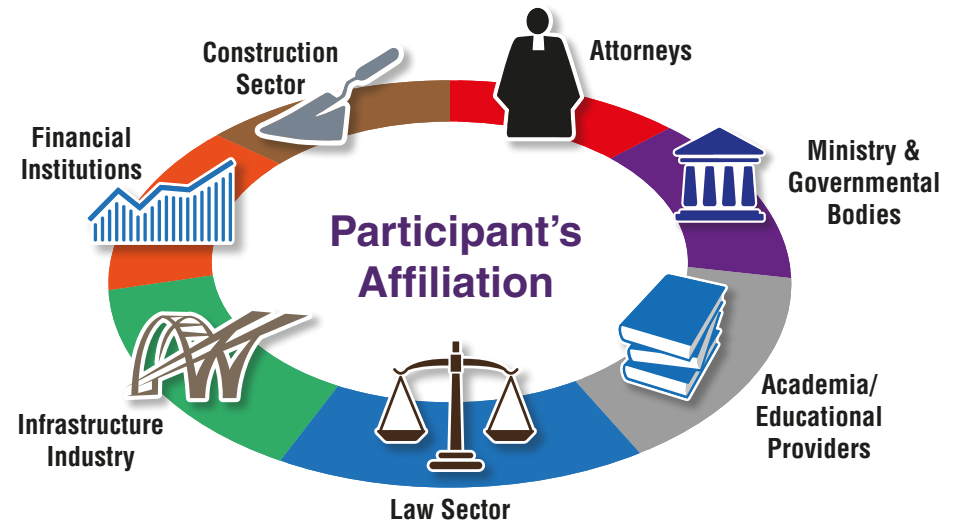 Construction
Sector
Attorneys
Financial
Institutions
Ministry &
Governmental
Bodies
Participant's
Affiliation
Infrastructure
Industry
Academia/
Educational
Providers
Law Sector